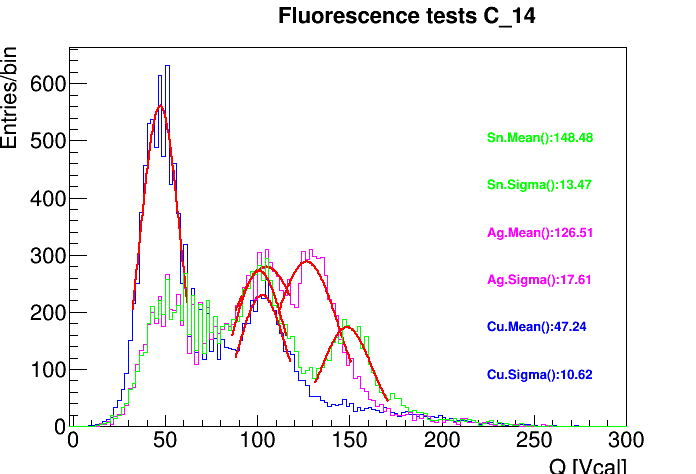 Fluorescence tests C_14
Entries/bin
600
500
400
300
200
100
0
Sn.Mean():148.48
Sn.Sigma():13.47
Ag.Mean():126.51
Ag.Sigma():17.61
Cu.Mean():47.24
Cu.Sigma():10.62
0 50 100 150 200 250 300
Q [Vcal]